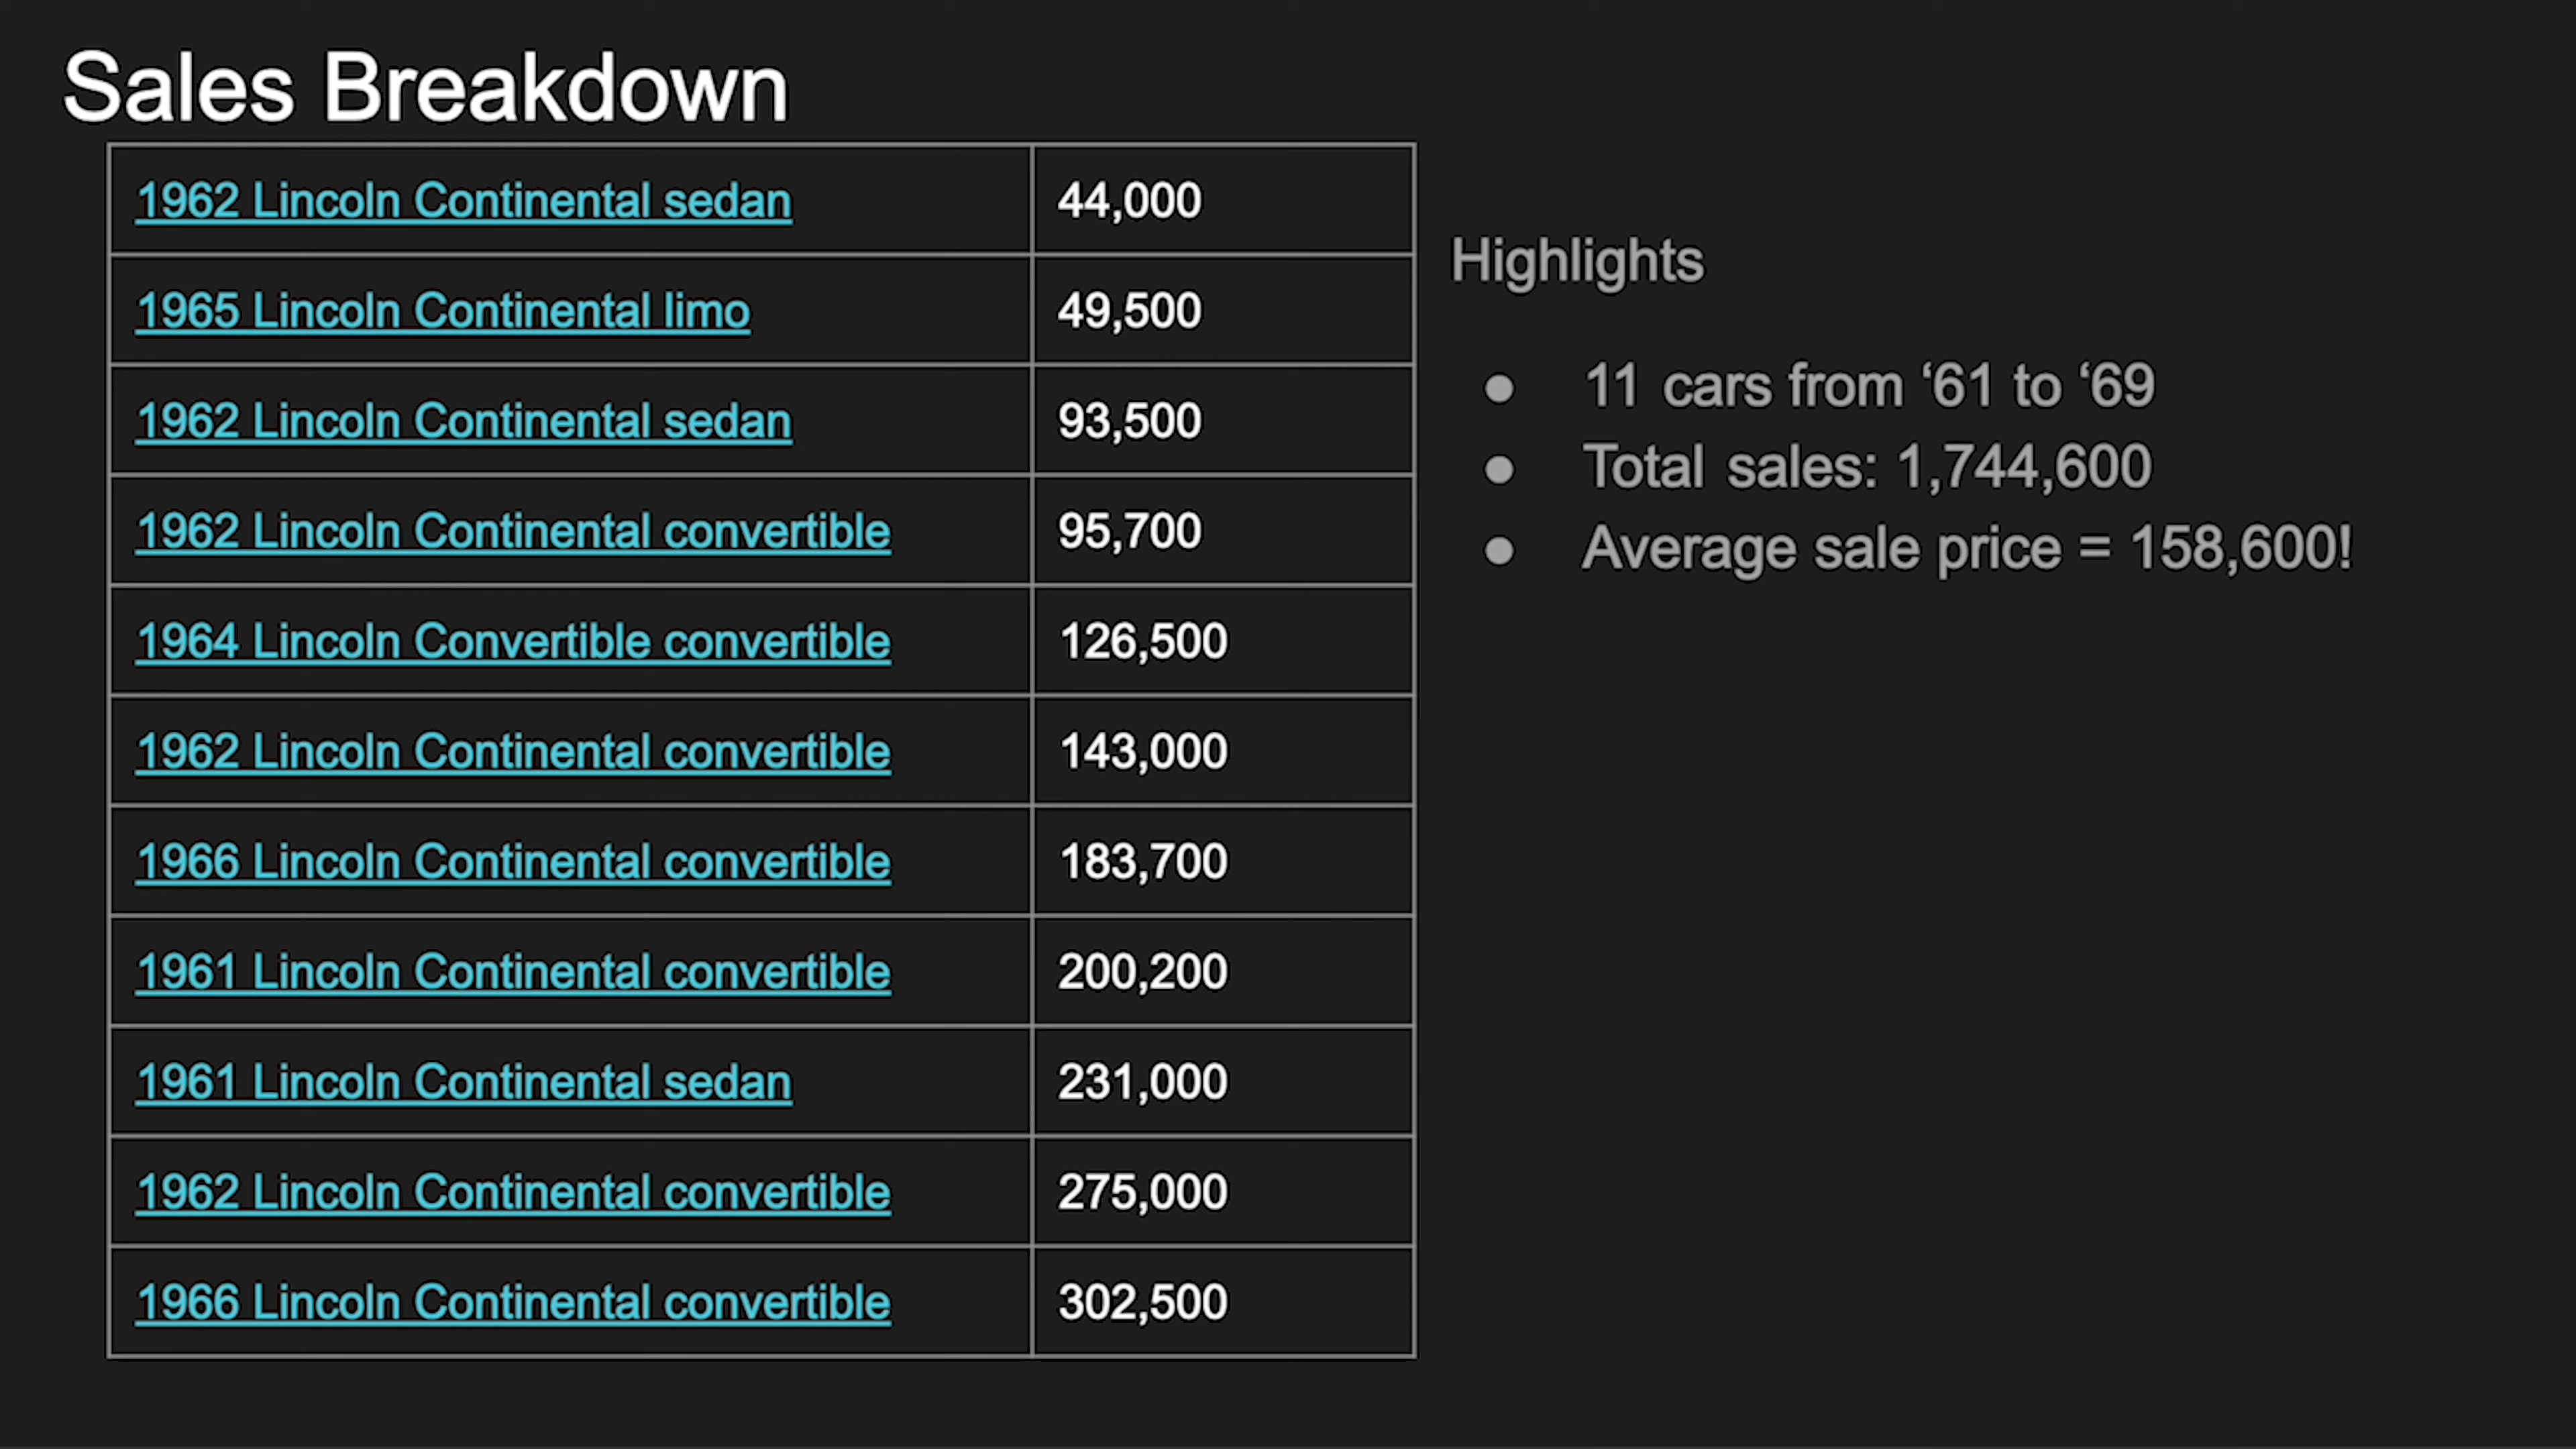 Sales Breakdown
1962 Lincoln Continental sedan 44,000
1965 Lincoln Continental limo 49,500
1962 Lincoln Continental sedan 93,500
1962 Lincoln Continental convertible 95,700
1964 Lincoln Convertible convertible 126,500
1962 Lincoln Continental convertible 143,000
1966 Lincoln Continental convertible 183,700
1961 Lincoln Continental convertible 200,200
1961 Lincoln Continental sedan 231,000
1962 Lincoln Continental convertible 275,000
1966 Lincoln Continental convertible 302,500
Highlights
● 11 cars from ‘61 to ‘69
● Total sales: 1,744,600
● Average sale price = 158,600!